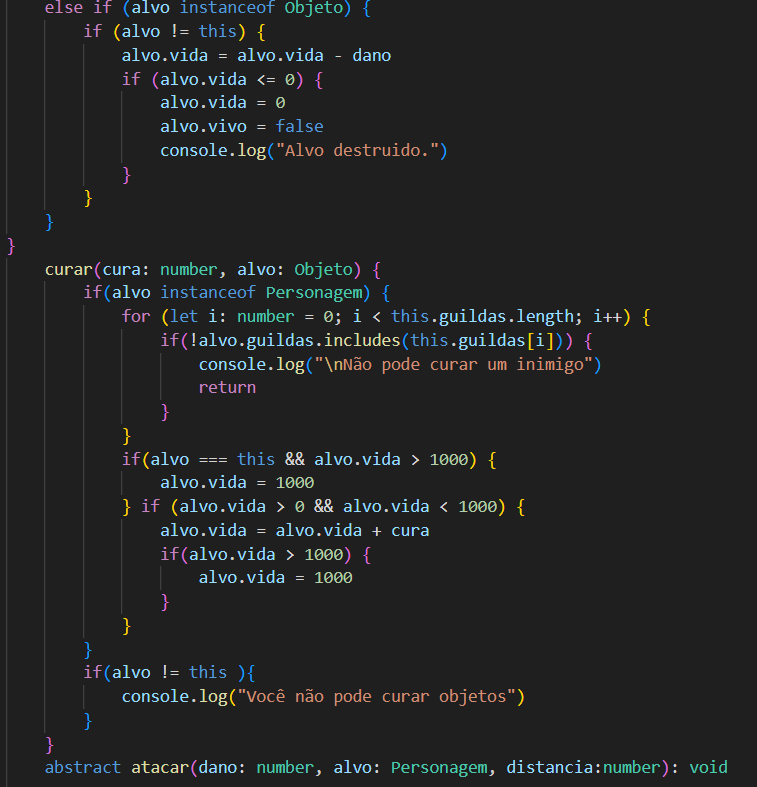 else if (alvo instanceof Objeto) {
if (alvo != this) {
alvo.vida = alvo.vida - dano
if (alvo.vida <= 0) {
alvo.vida = 0
alvo.vivo = false
console.log("Alvo destruido.")
}
}
}
}
curar(cura: number, alvo: Objeto) {
if(alvo instanceof Personagem) {
for (let i: number = 0; i < this.guildas.length; i++) {
if(!alvo.guildas.includes(this.guildas[i])) {
console.log("\nNão pode curar um inimigo")
return
}
}
if(alvo === this && alvo.vida > 1000) {
alvo.vida = 1000
} if (alvo.vida > 0 && alvo.vida < 1000) {
alvo.vida = alvo.vida + cura
if(alvo.vida > 1000) {
alvo.vida = 1000
}
}
}
if(alvo != this ){
console.log("Você não pode curar objetos")
}
}
abstract atacar(dano: number, alvo: Personagem, distancia:number): void